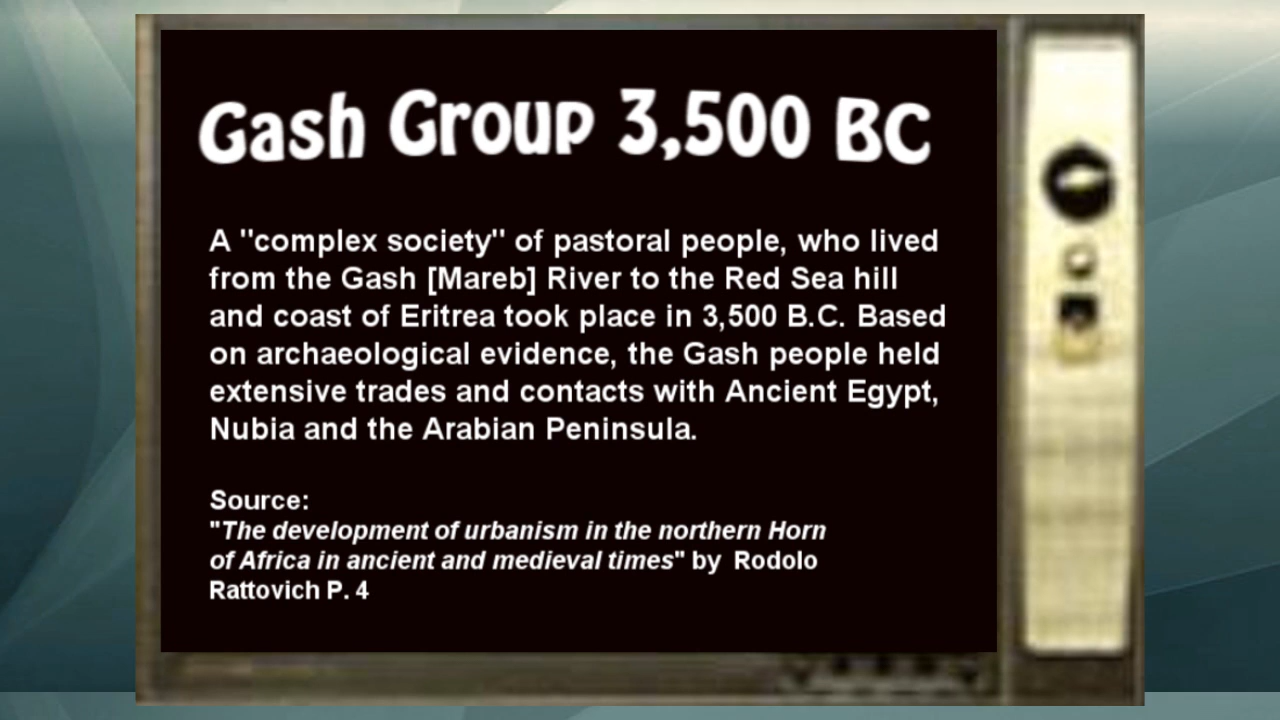 Gash Group 3,500 BC
A "complex society" of pastoral people, who lived
from the Gash [Mareb] River to the Red Sea hill
and coast of Eritrea took place in 3,500 B.C. Based
on archaeological evidence, the Gash people held
extensive trades and contacts with Ancient Egypt,
Nubia and the Arabian Peninsula.
Source:
"The development of urbanism in the northern Horn
of Africa in ancient and medieval times" by Rodolo
Rattovich P. 4